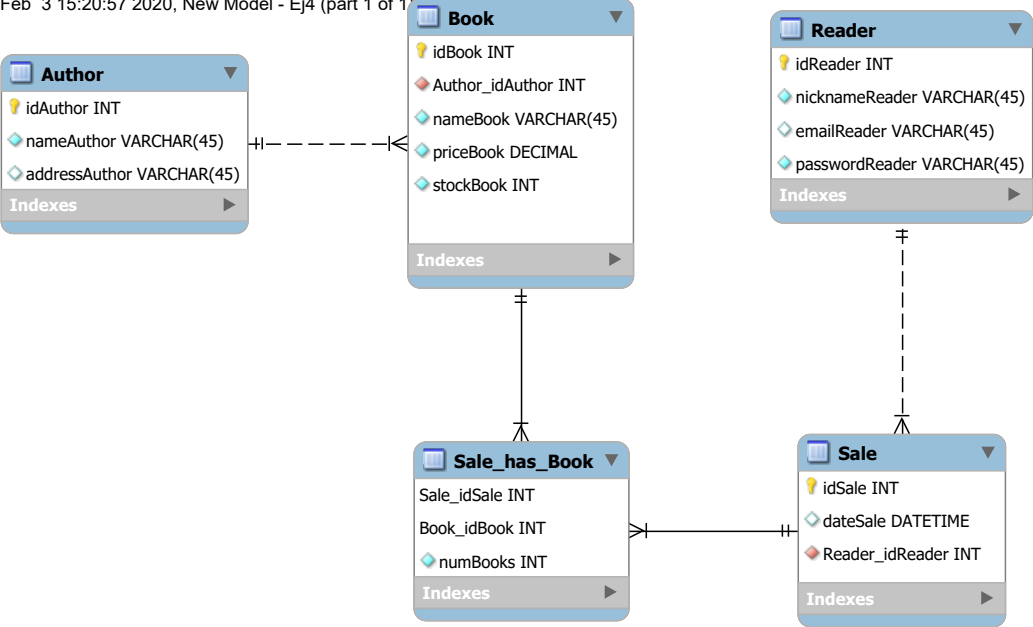 Feb 3 15:20:57 2020, New Model - Ej4 (part 1 of 1
Author
idAuthor INT
nameAuthor VARCHAR(45)
addressAuthor VARCHAR(45)
Indexes
Book
idBook INT
Author_idAuthor INT
nameBook VARCHAR(45)
priceBook DECIMAL
stockBook INT
Indexes
Reader
idReader INT
nicknameReader VARCHAR(45)
emailReader VARCHAR(45)
passwordReader VARCHAR(45)
Indexes
Sale_has_Book
Sale_idSale INT
Book_idBook INT
numBooks INT
Indexes
Sale
idSale INT
dateSale DATETIME
Reader_idReader INT
Indexes